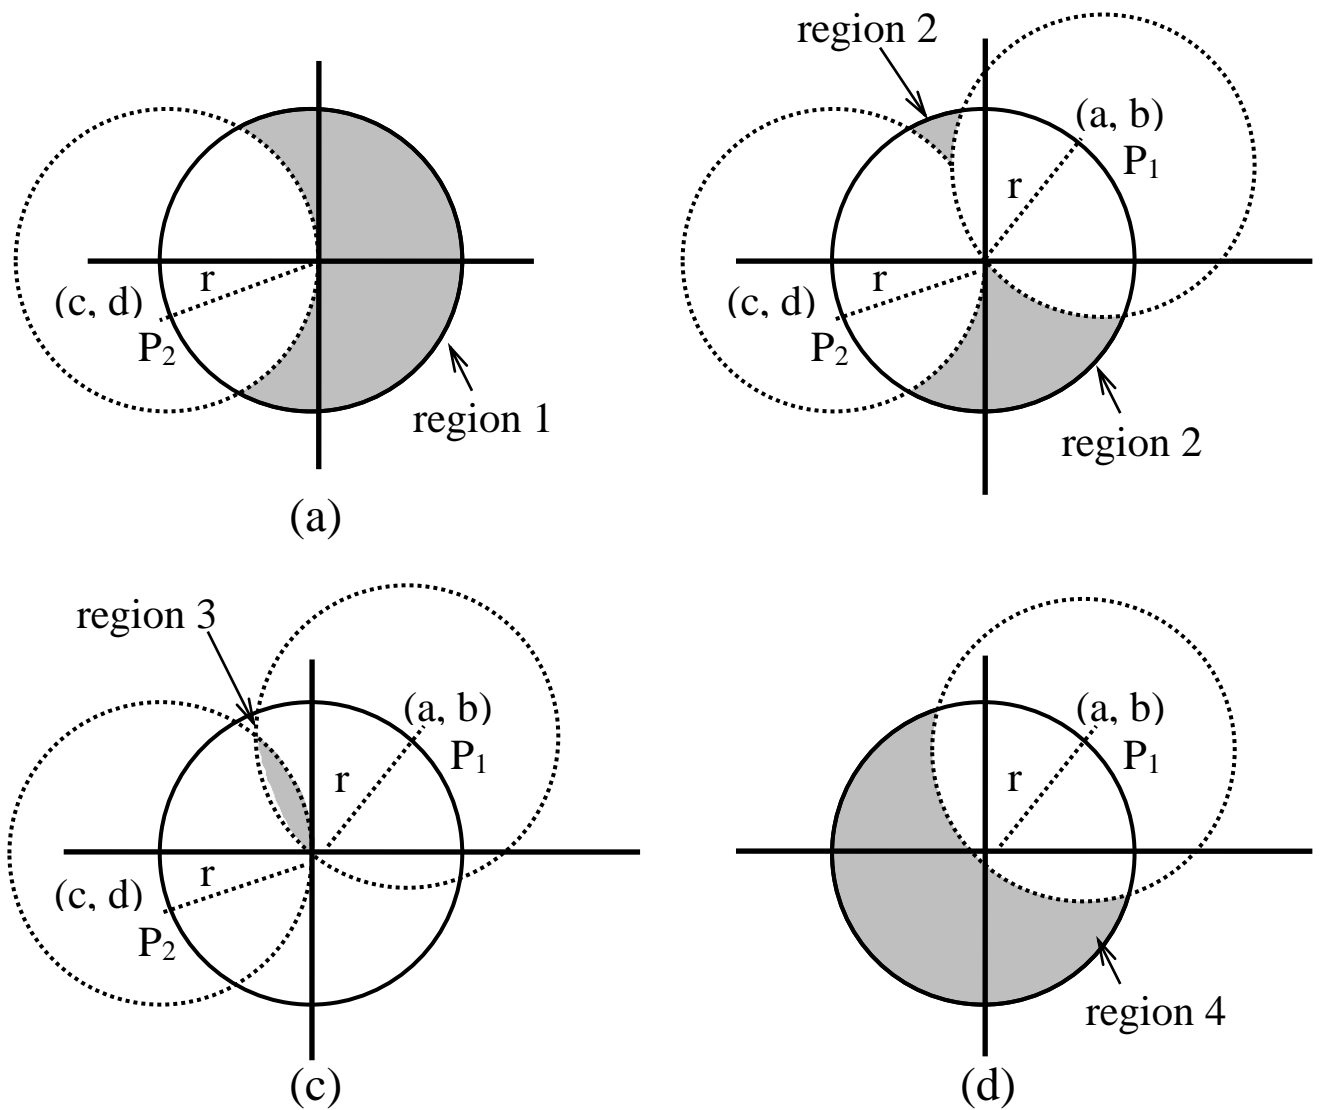 region 2
(a, b)
P1
r
r
(c, d)
P2
region 1
(a)
r
(c, d)
P2
region 2
region 3
(a, b)
P1
r
r
(c, d)
P2
(c)
(a, b)
P1
r
region 4
(d)